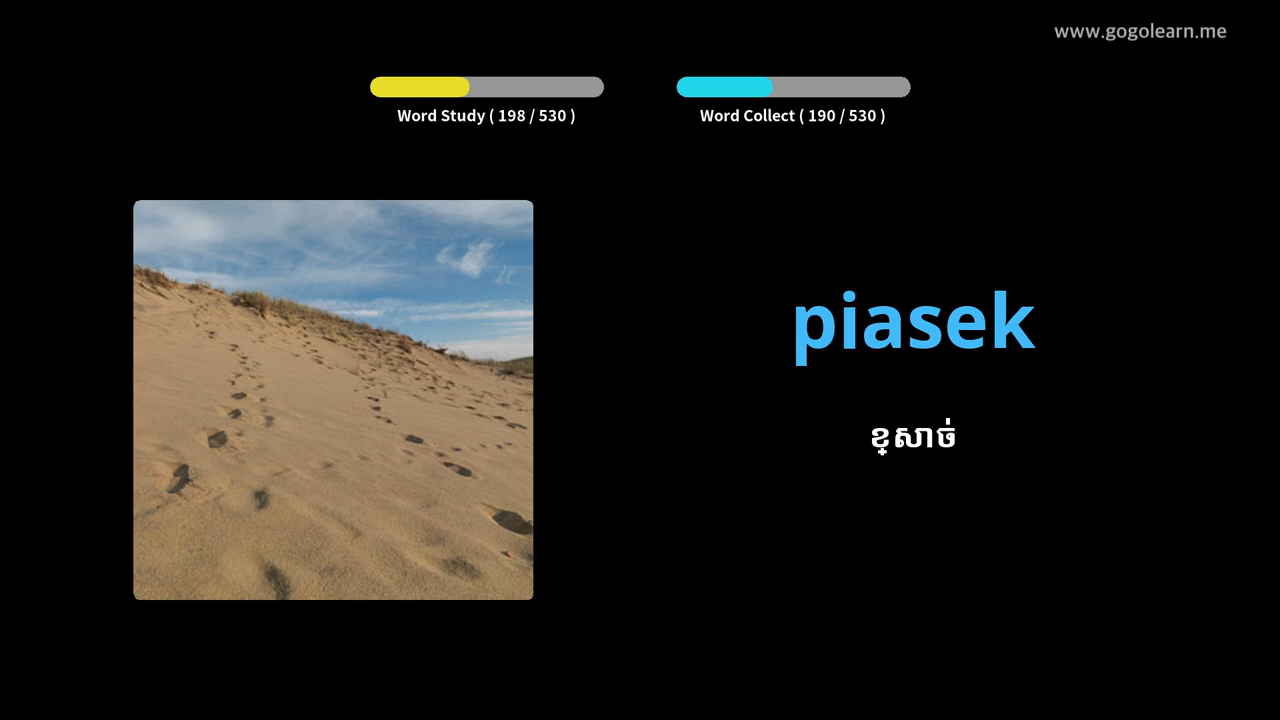 www.gogolearn.me
Word Study ( 198 / 530 )
Word Collect ( 190 / 530 )
piasek
ខ្សាច់